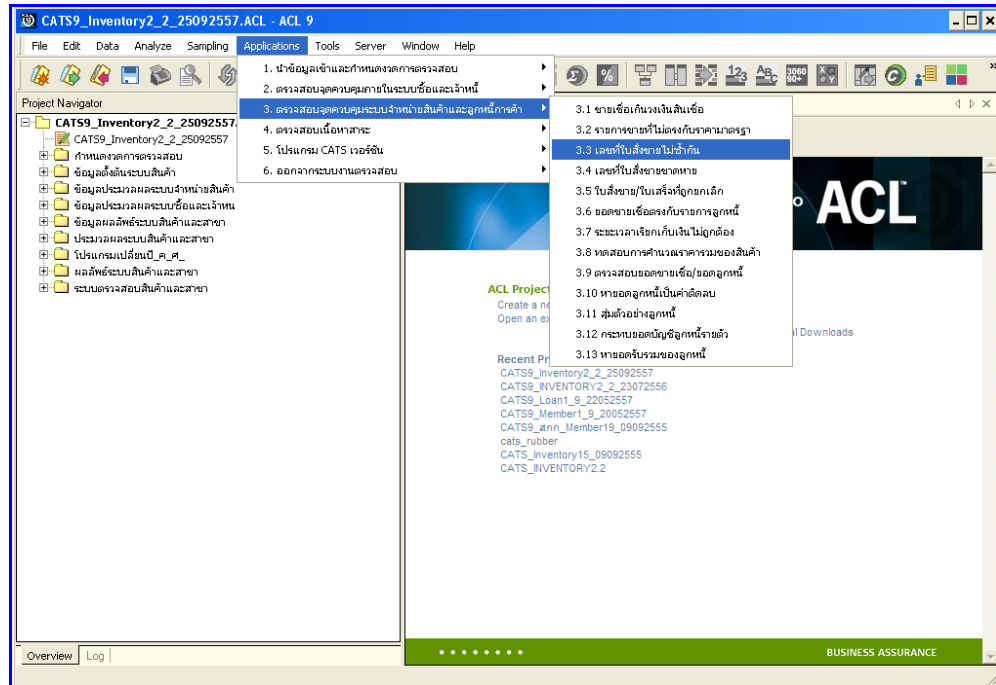 CATS9_Inventory2_2_25092557.ACL - ACL 9
File Edit Data Analyze Sampling Applications Tools Server Window Help
Project Navigator
CATS9_Inventory2_2_25092557.
CATS9_Inventory2_2_25092557
กำหนดงวดการตรวจสอบ
ข้อมูลตั้งต้นระบบสินค้า
ข้อมูลประมวลผลระบบจำหน่ายสินค้า
ข้อมูลประมวลผลระบบซื้อและเจ้าหน
ข้อมูลผลลัพธ์ระบบสินค้าและสาขา
ประมวลผลระบบสินค้าและสาขา
โปรแกรมเปลี่ยนปี_ค_ศ_
ผลลัพธ์ระบบสินค้าและสาขา
ระบบตรวจสอบสินค้าและสาขา
1. นำข้อมูลเข้าและกำหนดงวดการตรวจสอบ
2. ตรวจสอบจุดควบคุมภายในระบบซื้อและเจ้าหนี้
3. ตรวจสอบจุดควบคุมระบบจำหน่ายสินค้าและลูกหนี้การค้า
4. ตรวจสอบเนื้อหาสาระ
5. โปรแกรม CATS เวอร์ชัน
6. ออกจากระบบงานตรวจสอบ
3.1 ขายเชื่อเกินวงเงินสินเชื่อ
3.2 รายการขายที่ไม่ตรงกับราคามาตรฐา
3.3 เลขที่ใบสั่งขายไม่ซ้ำกัน
3.4 เลขที่ใบสั่งขายขาดหาย
3.5 ใบสั่งขาย/ใบเสร็จที่ถูกยกเลิก
3.6 ยอดขายเชื่อตรงกับรายการลูกหนี้
3.7 ระยะเวลาเรียกเก็บเงินไม่ถูกต้อง
3.8 ทดสอบการคำนวณราคารวมของสินค้า
3.9 ตรวจสอบยอดขายเชื่อ/ยอดลูกหนี้
3.10 หายอดลูกหนี้เป็นค่าติดลบ
3.11 สุ่มตัวอย่างลูกหนี้
3.12 กระทบยอดบัญชีลูกหนี้รายตัว
3.13 หายอดรับรวมของลูกหนี้
o ACL™
ACL Project
Create a ne
Open an ex
al Downloads
Recent Pr
CATS9_Inventory2_2_25092557
CATS9_INVENTORY2_2_23072556
CATS9_Loan1_9_22052557
CATS9_Member1_9_20052557
CATS9_สกก_Member19_09092555
cats_rubber
CATS_Inventory15_09092555
CATS_INVENTORY2.2
BUSINESS ASSURANCE
Overview Log